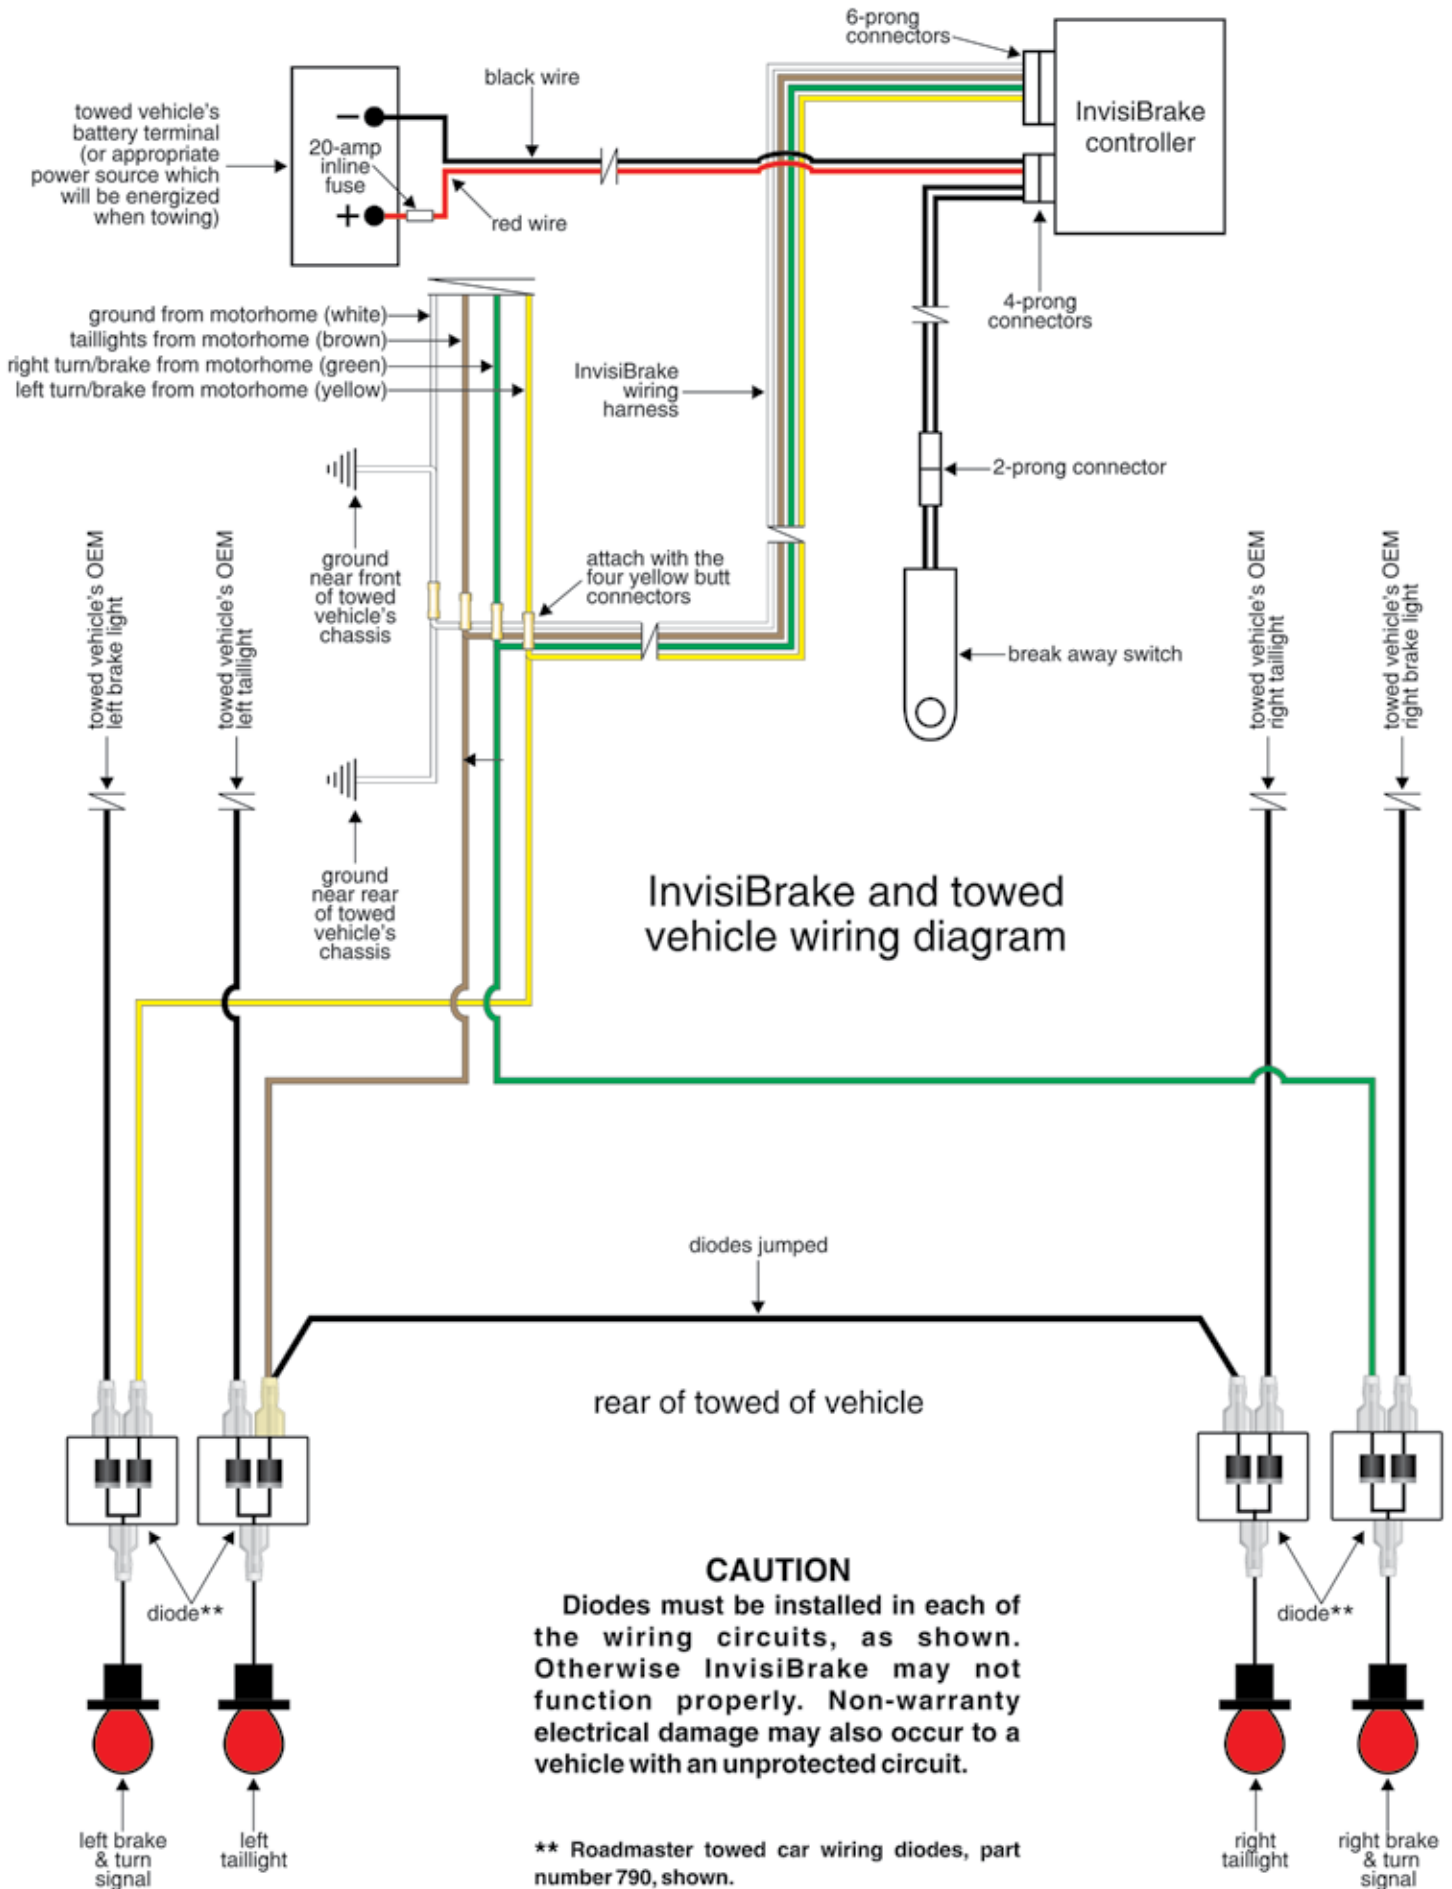 6-prong
connectors
black wire
InvisiBrake
controller
towed vehicle's
battery terminal
(or appropriate
power source which
will be energized
when towing)
−
20-amp
inline
fuse
+
red wire
4-prong
connectors
ground from motorhome (white)
taillights from motorhome (brown)
right turn/brake from motorhome (green)
left turn/brake from motorhome (yellow)
InvisiBrake
wiring
harness
2-prong connector
ground
near front
of towed
vehicle's
chassis
attach with the
four yellow butt
connectors
break away switch
towed vehicle's OEM
left brake light
towed vehicle's OEM
left taillight
towed vehicle's OEM
right taillight
towed vehicle's OEM
right brake light
ground
near rear
of towed
vehicle's
chassis
InvisiBrake and towed
vehicle wiring diagram
diodes jumped
rear of towed of vehicle
diode**
diode**
CAUTION
Diodes must be installed in each of
the wiring circuits, as shown.
Otherwise InvisiBrake may not
function properly. Non-warranty
electrical damage may also occur to a
vehicle with an unprotected circuit.
left brake
& turn
signal
left
taillight
right
taillight
right brake
& turn
signal
** Roadmaster towed car wiring diodes, part
number 790, shown.